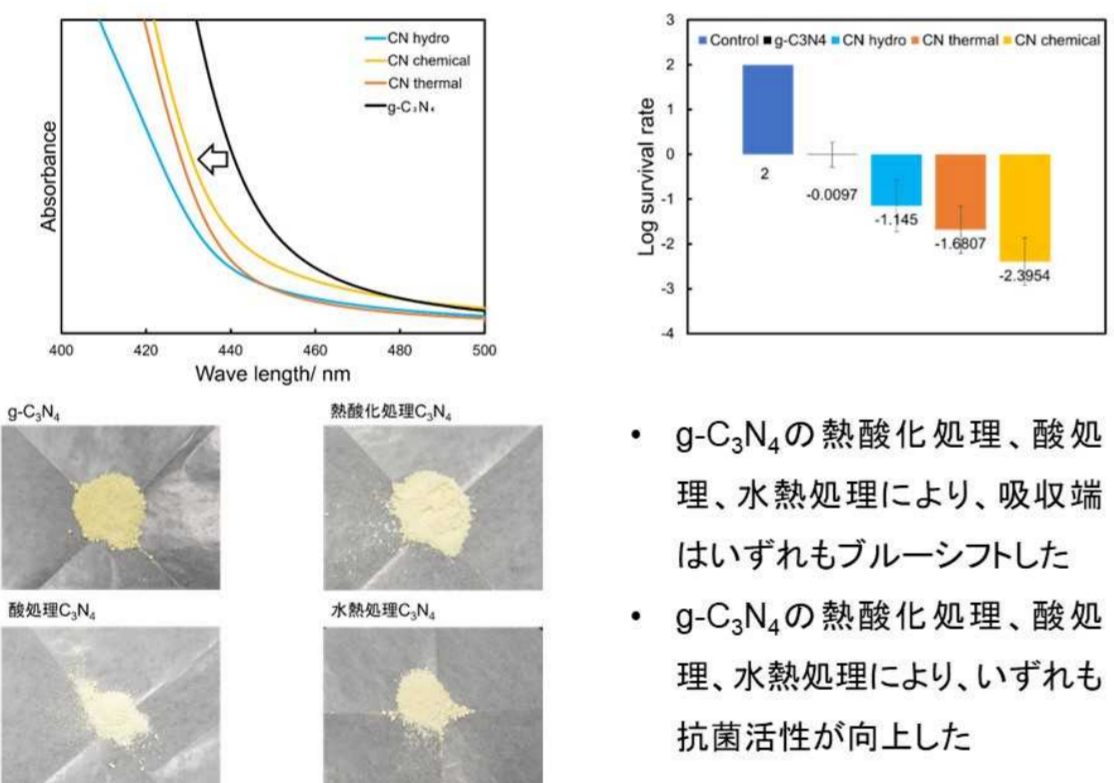 CN hydro
CN chemical
CN thermal
g-C₃N₄
Absorbance
400 420 440 460 480 500
Wave length/ nm
3
2
1
0
-1
-2
-3
-4
Log survival rate
Control g-C3N4 CN hydro CN thermal CN chemical
2
-0.0097
-1.145
-1.6807
-2.3954
g-C₃N₄
熱酸化処理C₃N₄
酸処理C₃N₄
水熱処理C₃N₄
• g-C₃N₄の熱酸化処理、酸処
理、水熱処理により、吸収端
はいずれもブルーシフトした
• g-C₃N₄の熱酸化処理、酸処
理、水熱処理により、いずれも
抗菌活性が向上した